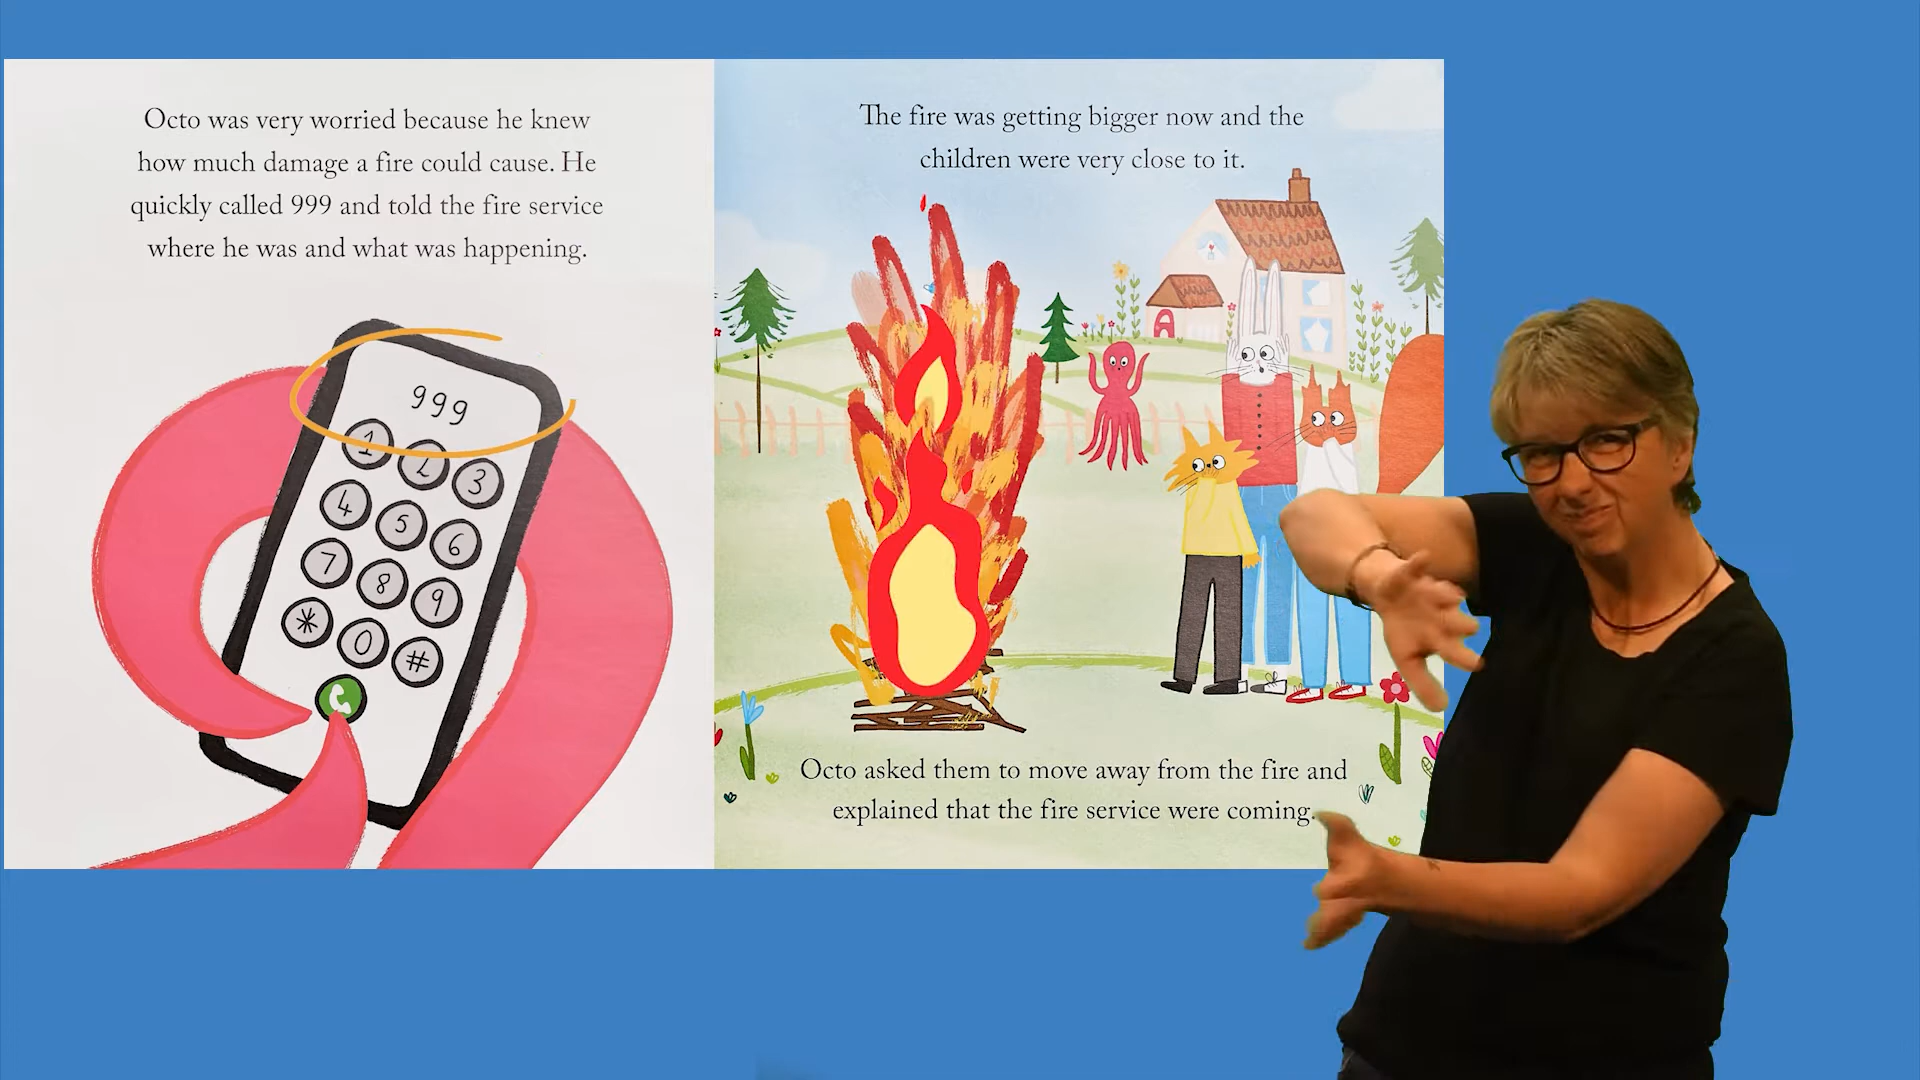 Octo was very worried because he knew
how much damage a fire could cause. He
quickly called 999 and told the fire service
where he was and what was happening.
999
1 2 3
4 5 6
7 8 9
* 0 #
The fire was getting bigger now and the
children were very close to it.
Octo asked them to move away from the fire and
explained that the fire service were coming.